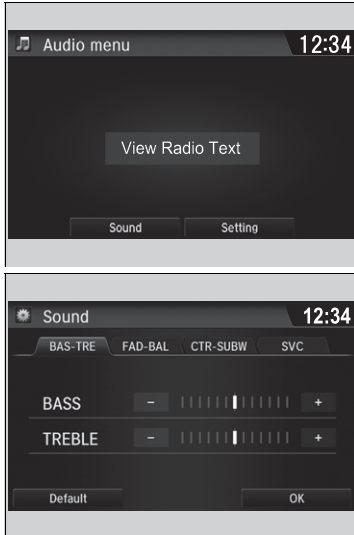 Audio menu 12:34
View Radio Text
Sound Setting
Sound 12:34
BAS-TRE FAD-BAL CTR-SUBW SVC
BASS - +
TREBLE - +
Default OK